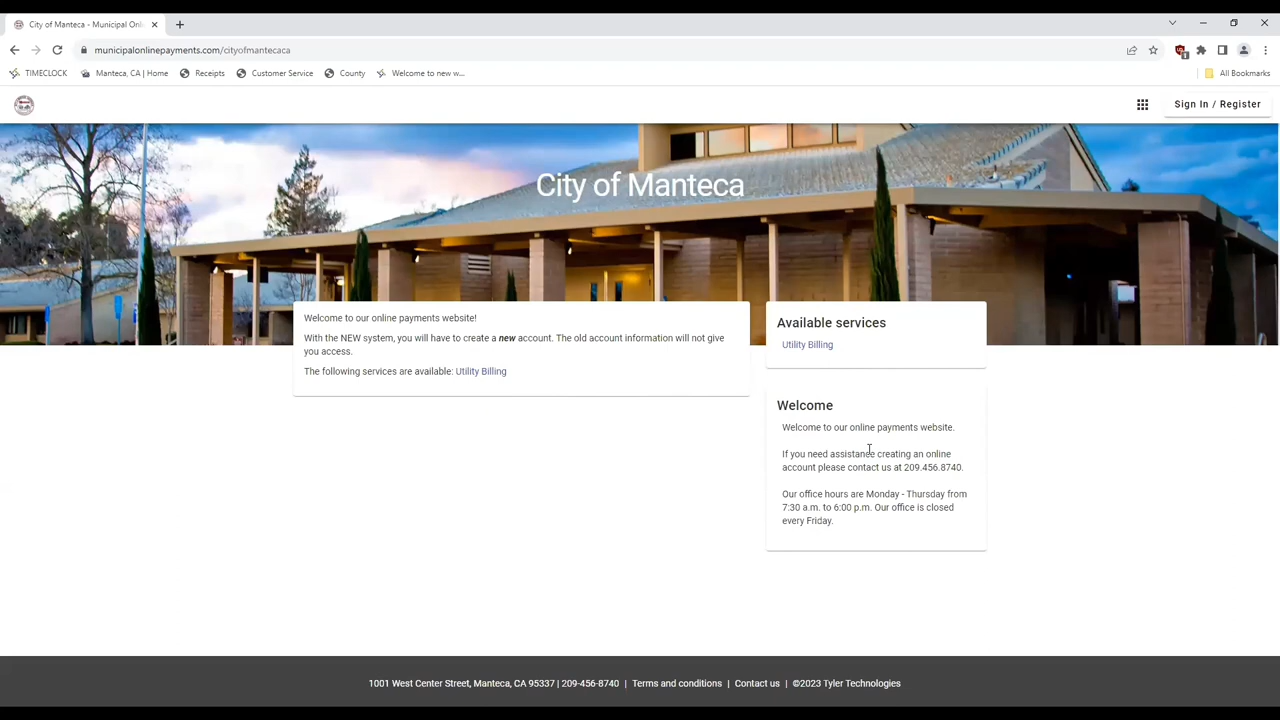 City of Manteca - Municipal Onli
municipalonlinepayments.com/cityofmantecaca
TIMECLOCK
Manteca, CA | Home
Receipts
Customer Service
County
Welcome to new w...
All Bookmarks
Sign In / Register
City of Manteca
Welcome to our online payments website!
With the NEW system, you will have to create a new account. The old account information will not give
you access.
The following services are available: Utility Billing
Available services
Utility Billing
Welcome
Welcome to our online payments website.
If you need assistance creating an online
account please contact us at 209.456.8740.
Our office hours are Monday - Thursday from
7:30 a.m. to 6:00 p.m. Our office is closed
every Friday.
1001 West Center Street, Manteca, CA 95337 | 209-456-8740 | Terms and conditions | Contact us | ©2023 Tyler Technologies